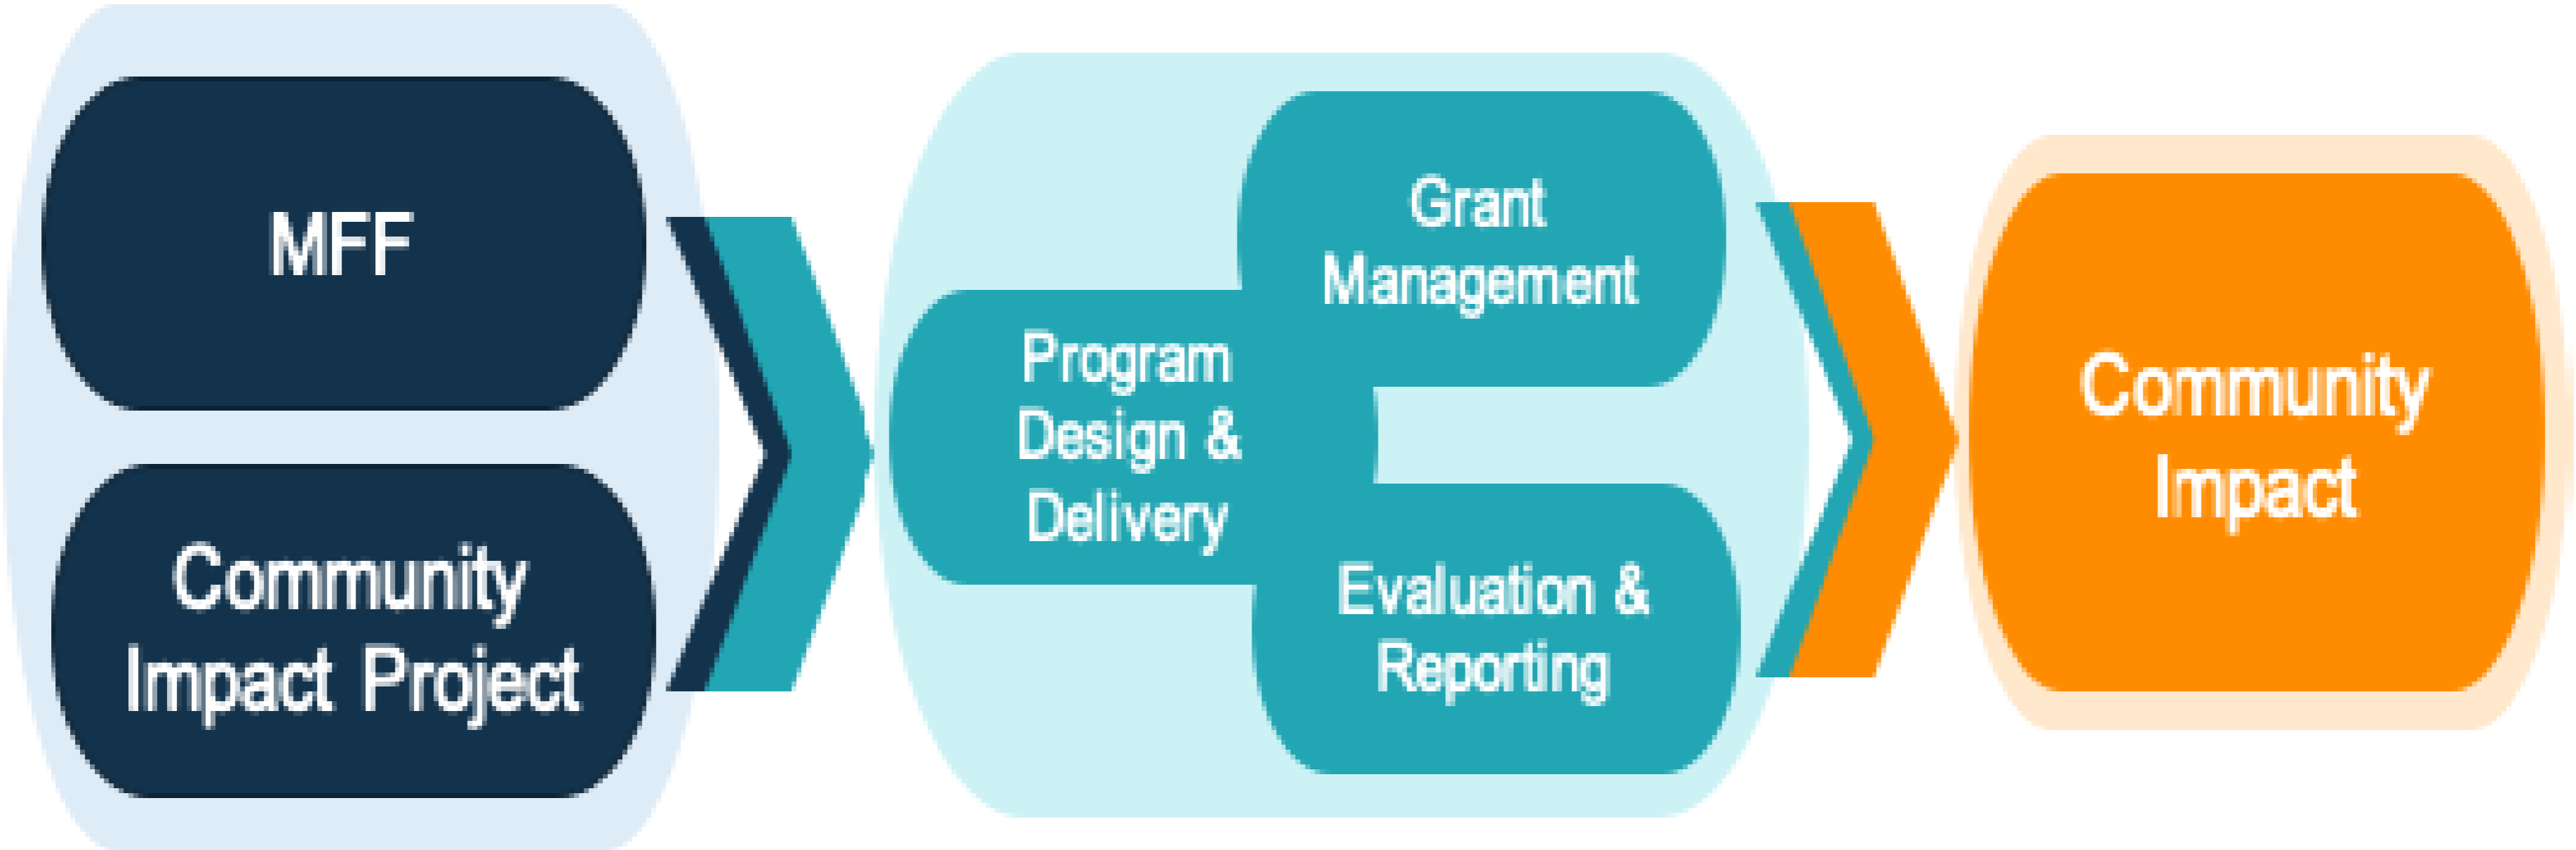 MFF
Community
Impact Project
Program
Design &
Delivery
Grant
Management
Evaluation &
Reporting
Community
Impact